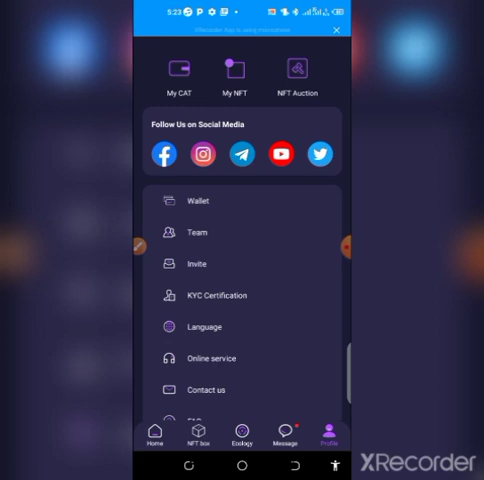 5:23
XRecorder App is using microphone
My CAT
My NFT
NFT Auction
Follow Us on Social Media
Wallet
Team
Invite
KYC Certification
Language
Online service
Contact us
FAQ
Home
NFT box
Ecology
Message
Profile
XRecorder